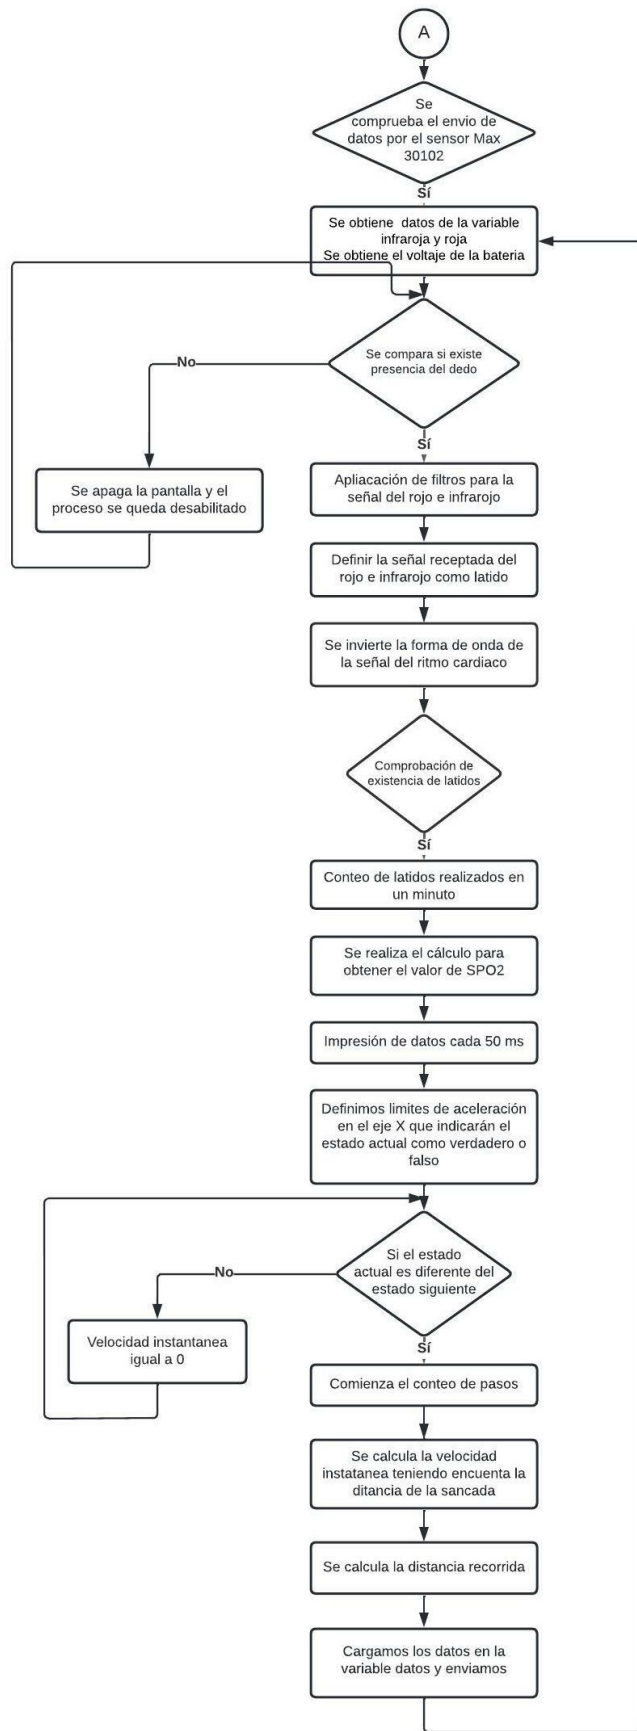 A
Se
comprueba el envio de
datos por el sensor Max
30102
Sí
Se obtiene datos de la variable
infraroja y roja
Se obtiene el voltaje de la bateria
Se compara si existe
presencia del dedo
No
Sí
Se apaga la pantalla y el
proceso se queda desabilitado
Apliacación de filtros para la
señal del rojo e infrarojo
Definir la señal receptada del
rojo e infrarojo como latido
Se invierte la forma de onda de
la señal del ritmo cardiaco
Comprobación de
existencia de latidos
Sí
Conteo de latidos realizados en
un minuto
Se realiza el cálculo para
obtener el valor de SPO2
Impresión de datos cada 50 ms
Definimos limites de aceleración
en el eje X que indicarán el
estado actual como verdadero o
falso
Si el estado
actual es diferente del
estado siguiente
No
Sí
Velocidad instantanea
igual a 0
Comienza el conteo de pasos
Se calcula la velocidad
instatanea teniendo encuenta la
ditancia de la sancada
Se calcula la distancia recorrida
Cargamos los datos en la
variable datos y enviamos